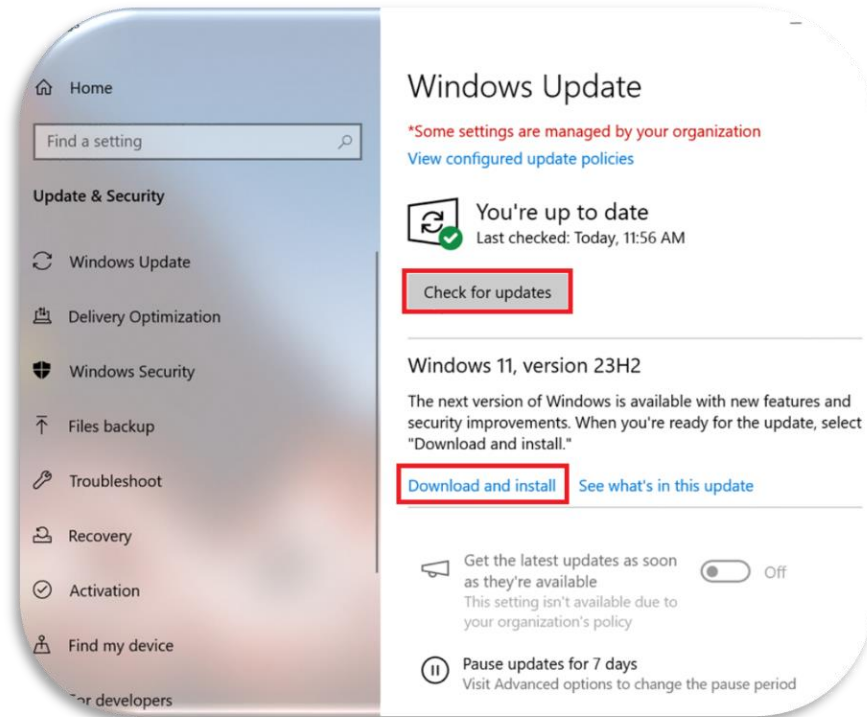 Home
Find a setting
Update & Security
Windows Update
Delivery Optimization
Windows Security
Files backup
Troubleshoot
Recovery
Activation
Find my device
For developers
Windows Update
*Some settings are managed by your organization
View configured update policies
You're up to date
Last checked: Today, 11:56 AM
Check for updates
Windows 11, version 23H2
The next version of Windows is available with new features and
security improvements. When you're ready for the update, select
"Download and install."
Download and install See what's in this update
Get the latest updates as soon
as they're available
Off
This setting isn't available due to
your organization's policy
Pause updates for 7 days
Visit Advanced options to change the pause period